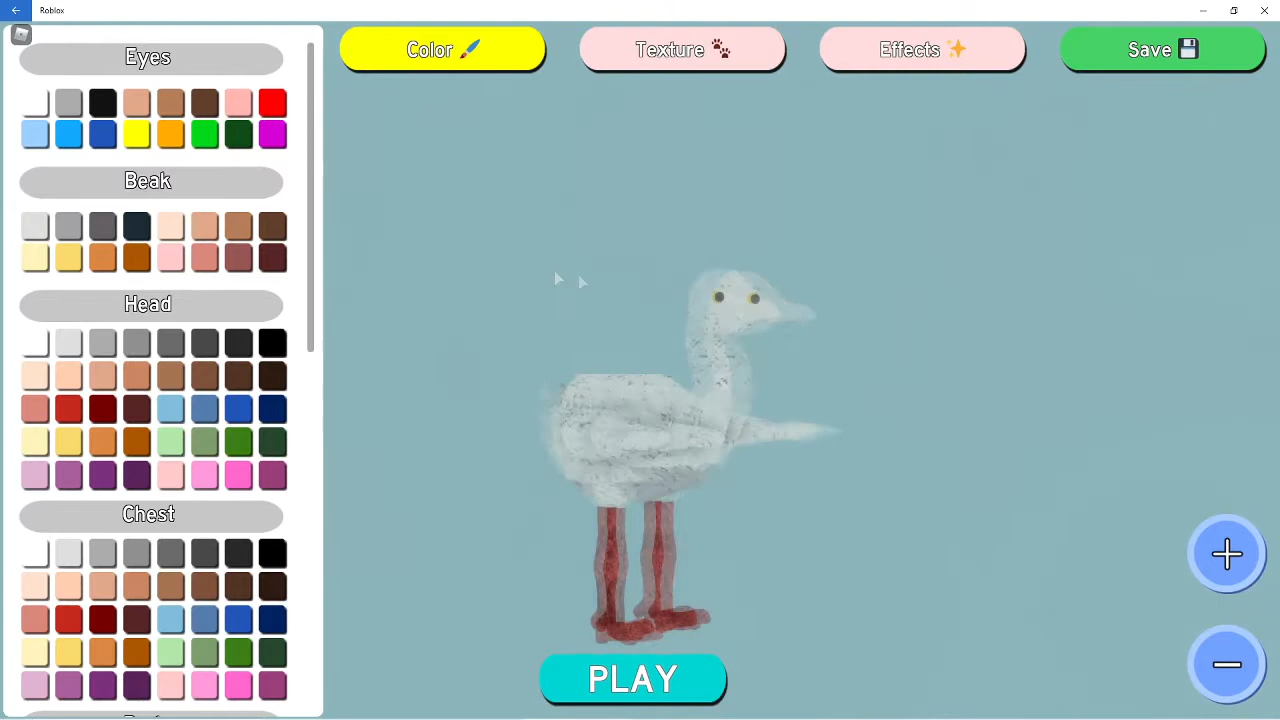 Roblox
Eyes
Color
Texture
Effects
Save
Beak
Head
Chest
PLAY